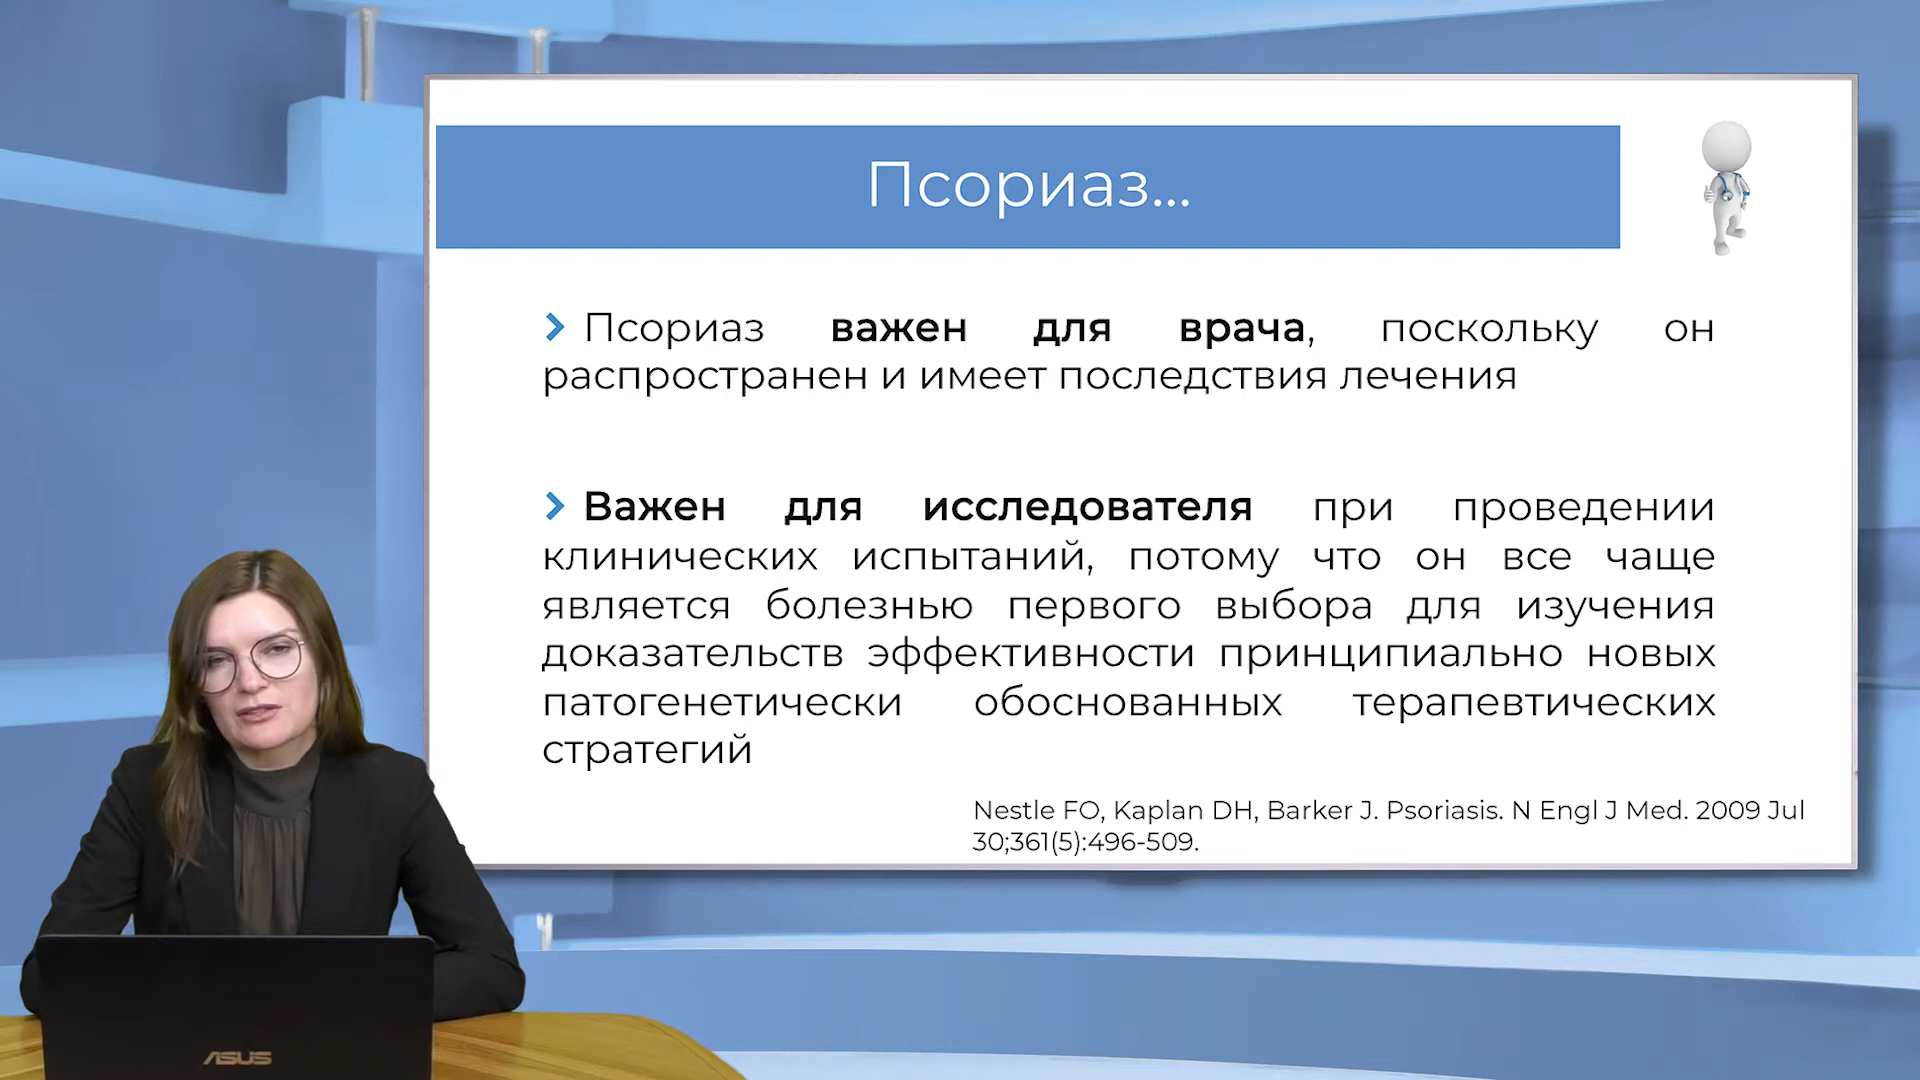 Псориаз...
Псориаз важен для врача, поскольку он
распространен и имеет последствия лечения
Важен для исследователя при проведении
клинических испытаний, потому что он все чаще
является болезнью первого выбора для изучения
доказательств эффективности принципиально новых
патогенетически обоснованных терапевтических
стратегий
Nestle FO, Kaplan DH, Barker J. Psoriasis. N Engl J Med. 2009 Jul
30;361(5):496-509.
ASUS